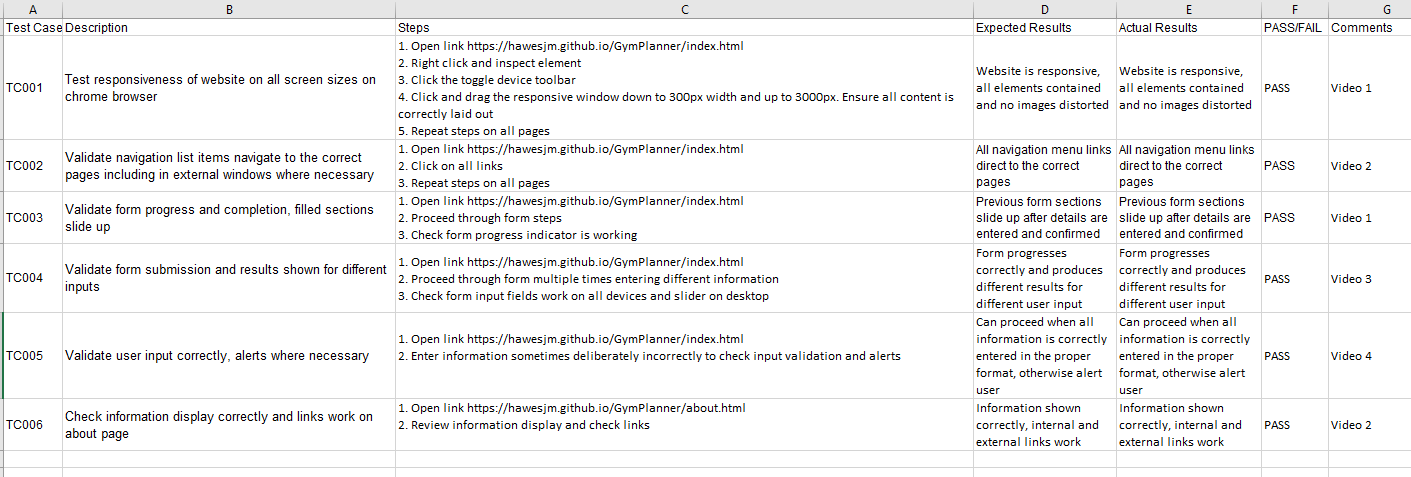 A B C D E F G
Test Case Description Steps Expected Results Actual Results PASS/FAIL Comments
TC001
Test responsiveness of website on all screen sizes on
chrome browser
1. Open link https://hawesjm.github.io/GymPlanner/index.html
2. Right click and inspect element
3. Click the toggle device toolbar
4. Click and drag the responsive window down to 300px width and up to 3000px. Ensure all content is
correctly laid out
5. Repeat steps on all pages
Website is responsive,
all elements contained
and no images distorted
Website is responsive,
all elements contained
and no images distorted
PASS
Video 1
TC002
Validate navigation list items navigate to the correct
pages including in external windows where necessary
1. Open link https://hawesjm.github.io/GymPlanner/index.html
2. Click on all links
3. Repeat steps on all pages
All navigation menu links
direct to the correct
pages
All navigation menu links
direct to the correct
pages
PASS
Video 2
TC003
Validate form progress and completion, filled sections
slide up
1. Open link https://hawesjm.github.io/GymPlanner/index.html
2. Proceed through form steps
3. Check form progress indicator is working
Previous form sections
slide up after details are
entered and confirmed
Previous form sections
slide up after details are
entered and confirmed
PASS
Video 1
TC004
Validate form submission and results shown for different
inputs
1. Open link https://hawesjm.github.io/GymPlanner/index.html
2. Proceed through form multiple times entering different information
3. Check form input fields work on all devices and slider on desktop
Form progresses
correctly and produces
different results for
different user input
Form progresses
correctly and produces
different results for
different user input
PASS
Video 3
TC005
Validate user input correctly, alerts where necessary
1. Open link https://hawesjm.github.io/GymPlanner/index.html
2. Enter information sometimes deliberately incorrectly to check input validation and alerts
Can proceed when all
information is correctly
entered in the proper
format, otherwise alert
user
Can proceed when all
information is correctly
entered in the proper
format, otherwise alert
user
PASS
Video 4
TC006
Check information display correctly and links work on
about page
1. Open link https://hawesjm.github.io/GymPlanner/about.html
2. Review information display and check links
Information shown
correctly, internal and
external links work
Information shown
correctly, internal and
external links work
PASS
Video 2